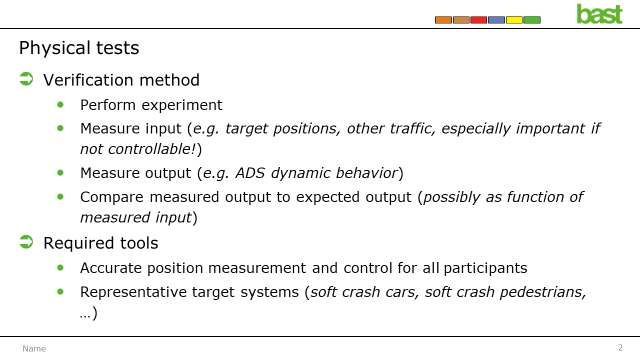 bast
Physical tests
Verification method
Perform experiment
Measure input (e.g. target positions, other traffic, especially important if
not controllable!)
Measure output (e.g. ADS dynamic behavior)
Compare measured output to expected output (possibly as function of
measured input)
Required tools
Accurate position measurement and control for all participants
Representative target systems (soft crash cars, soft crash pedestrians,
…)
Name
2